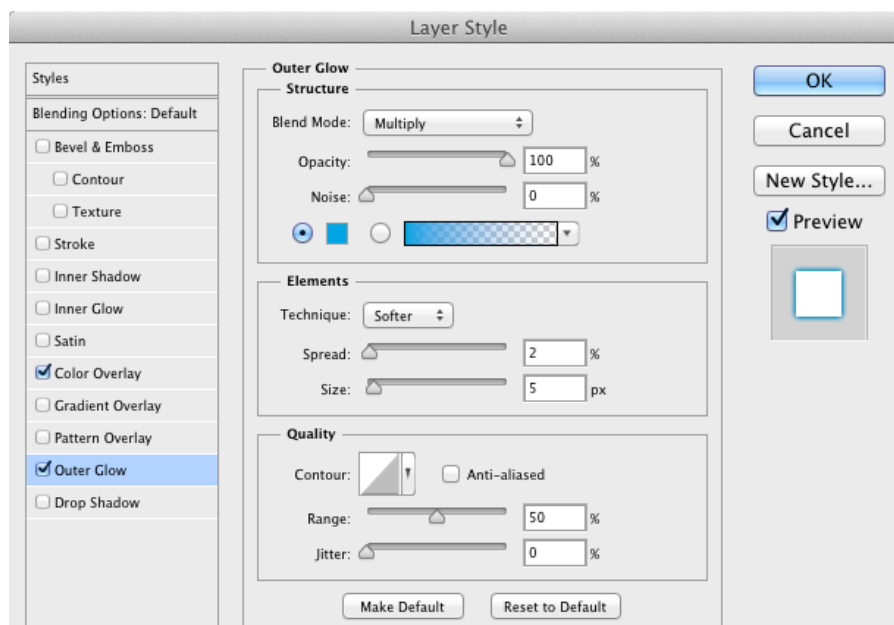 Layer Style
Styles
Blending Options: Default
Bevel & Emboss
Contour
Texture
Stroke
Inner Shadow
Inner Glow
Satin
Color Overlay
Gradient Overlay
Pattern Overlay
Outer Glow
Drop Shadow
Outer Glow
Structure
Blend Mode: Multiply
Opacity: 100 %
Noise: 0 %
Elements
Technique: Softer
Spread: 2 %
Size: 5 px
Quality
Contour: Anti-aliased
Range: 50 %
Jitter: 0 %
Make Default Reset to Default
OK
Cancel
New Style...
Preview